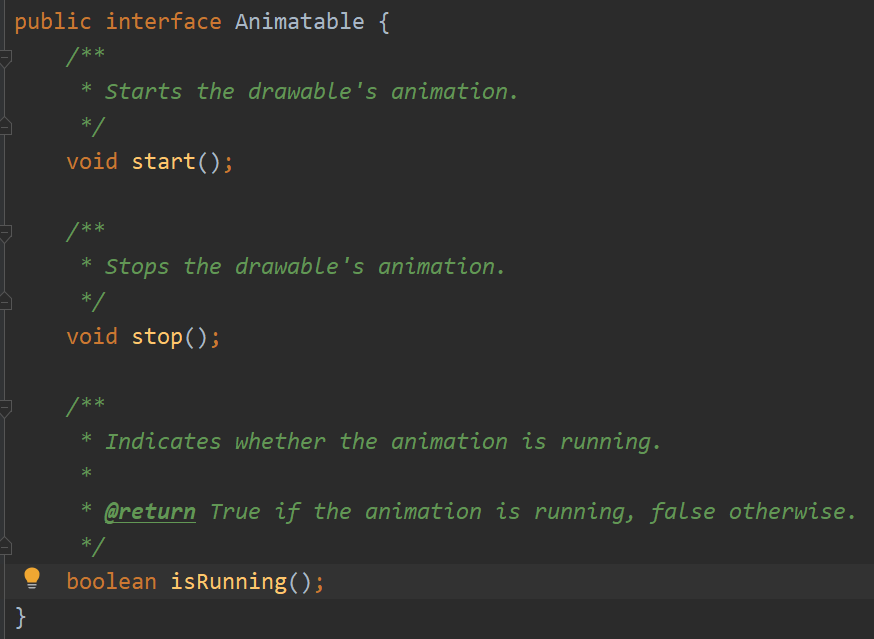 public interface Animatable {
/**
* Starts the drawable's animation.
*/
void start();
/**
* Stops the drawable's animation.
*/
void stop();
/**
* Indicates whether the animation is running.
*
* @return True if the animation is running, false otherwise.
*/
boolean isRunning();
}